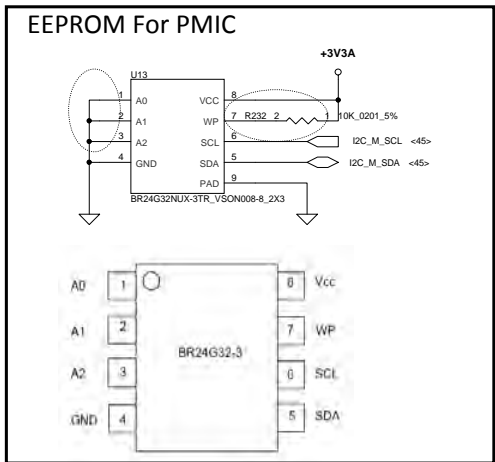 EEPROM For PMIC
+3V3A
U13
1 A0 VCC 8
2 A1 WP 7 R232 2 1 10K_0201_5%
3 A2 SCL 6 I2C_M_SCL <45>
4 GND SDA 5 I2C_M_SDA <45>
PAD 9
BR24G32NUX-3TR_VSON008-8_2X3
A0 1 8 Vcc
A1 2 7 WP
BR24G32-3
A2 3 6 SCL
GND 4 5 SDA